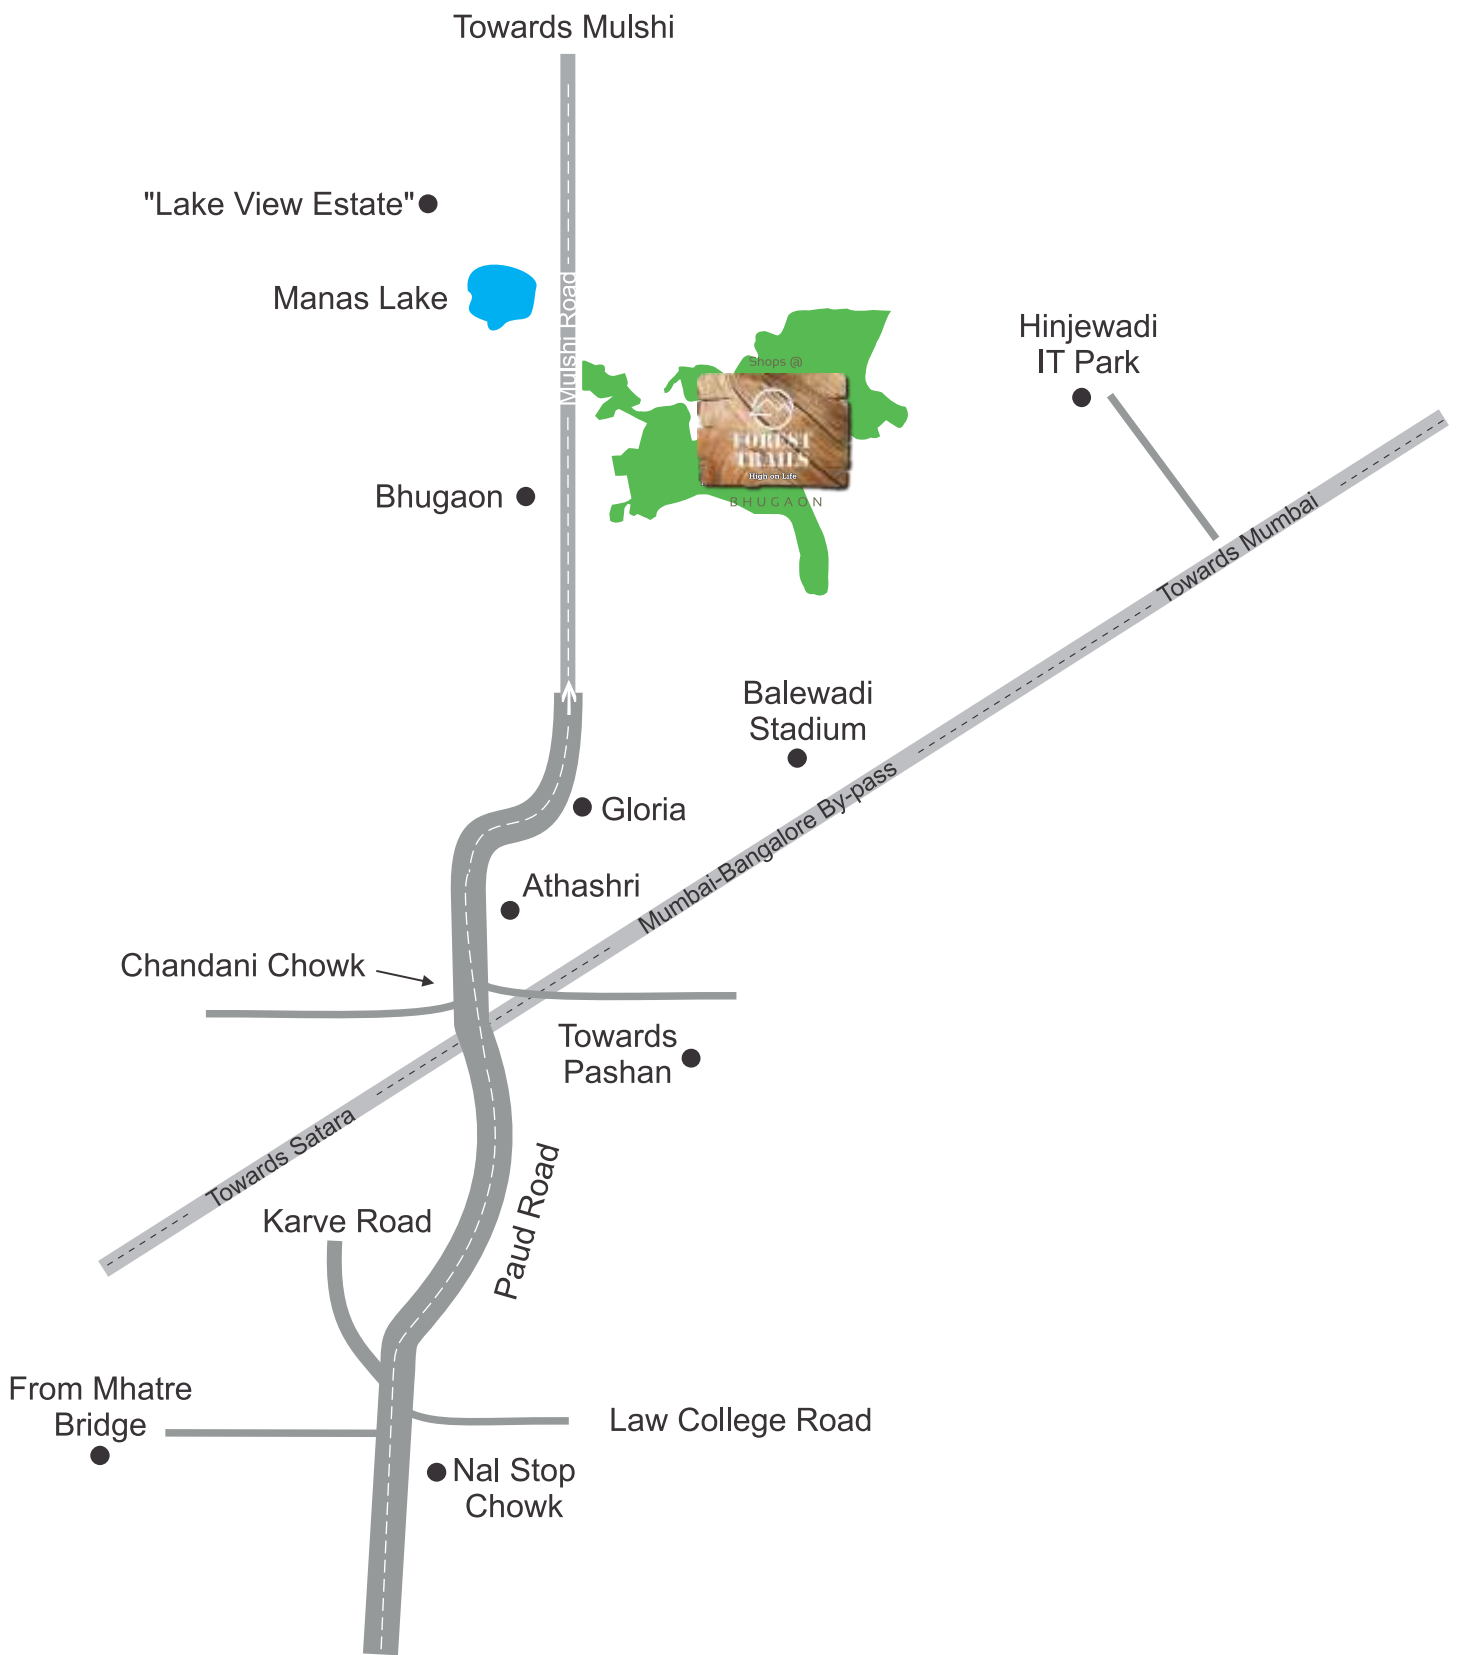 Towards Mulshi
"Lake View Estate"
Manas Lake
Mulshi Road
Hinjewadi
IT Park
Shops @
FOREST
TRAILS
High on Life
BHUGAON
Bhugaon
Towards Mumbai
Balewadi
Stadium
Mumbai-Bangalore By-pass
Gloria
Athashri
Chandani Chowk
Towards
Pashan
Towards Satara
Paud Road
Karve Road
From Mhatre
Bridge
Law College Road
Nal Stop
Chowk